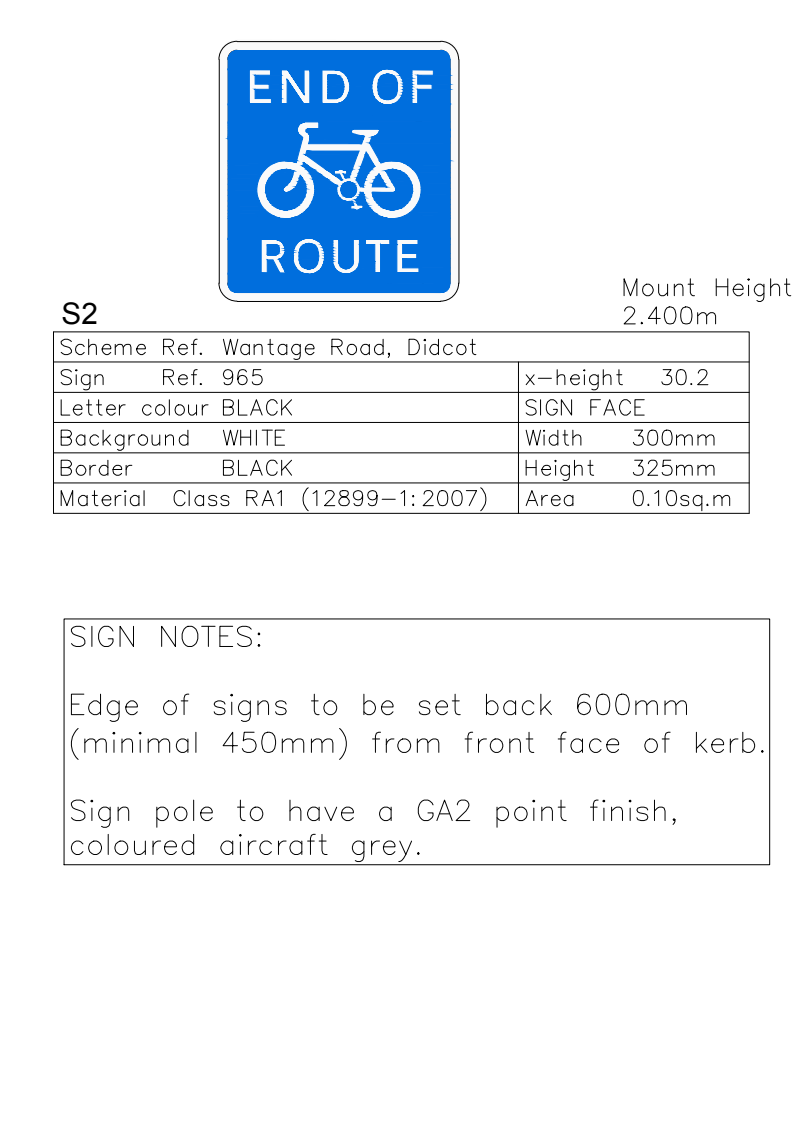 END OF
ROUTE
Mount Height
2.400m
S2
Scheme Ref. Wantage Road, Didcot
Sign Ref. 965 x-height 30.2
Letter colour BLACK SIGN FACE
Background WHITE Width 300mm
Border BLACK Height 325mm
Material Class RA1 (12899-1:2007) Area 0.10sq.m
SIGN NOTES:
Edge of signs to be set back 600mm
(minimal 450mm) from front face of kerb.
Sign pole to have a GA2 point finish,
coloured aircraft grey.